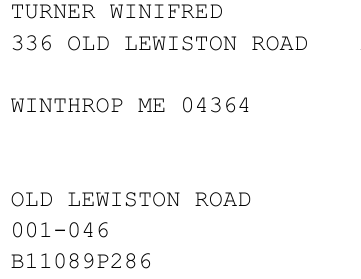 TURNER WINIFRED
336 OLD LEWISTON ROAD
WINTHROP ME 04364
OLD LEWISTON ROAD
001-046
B11089P286